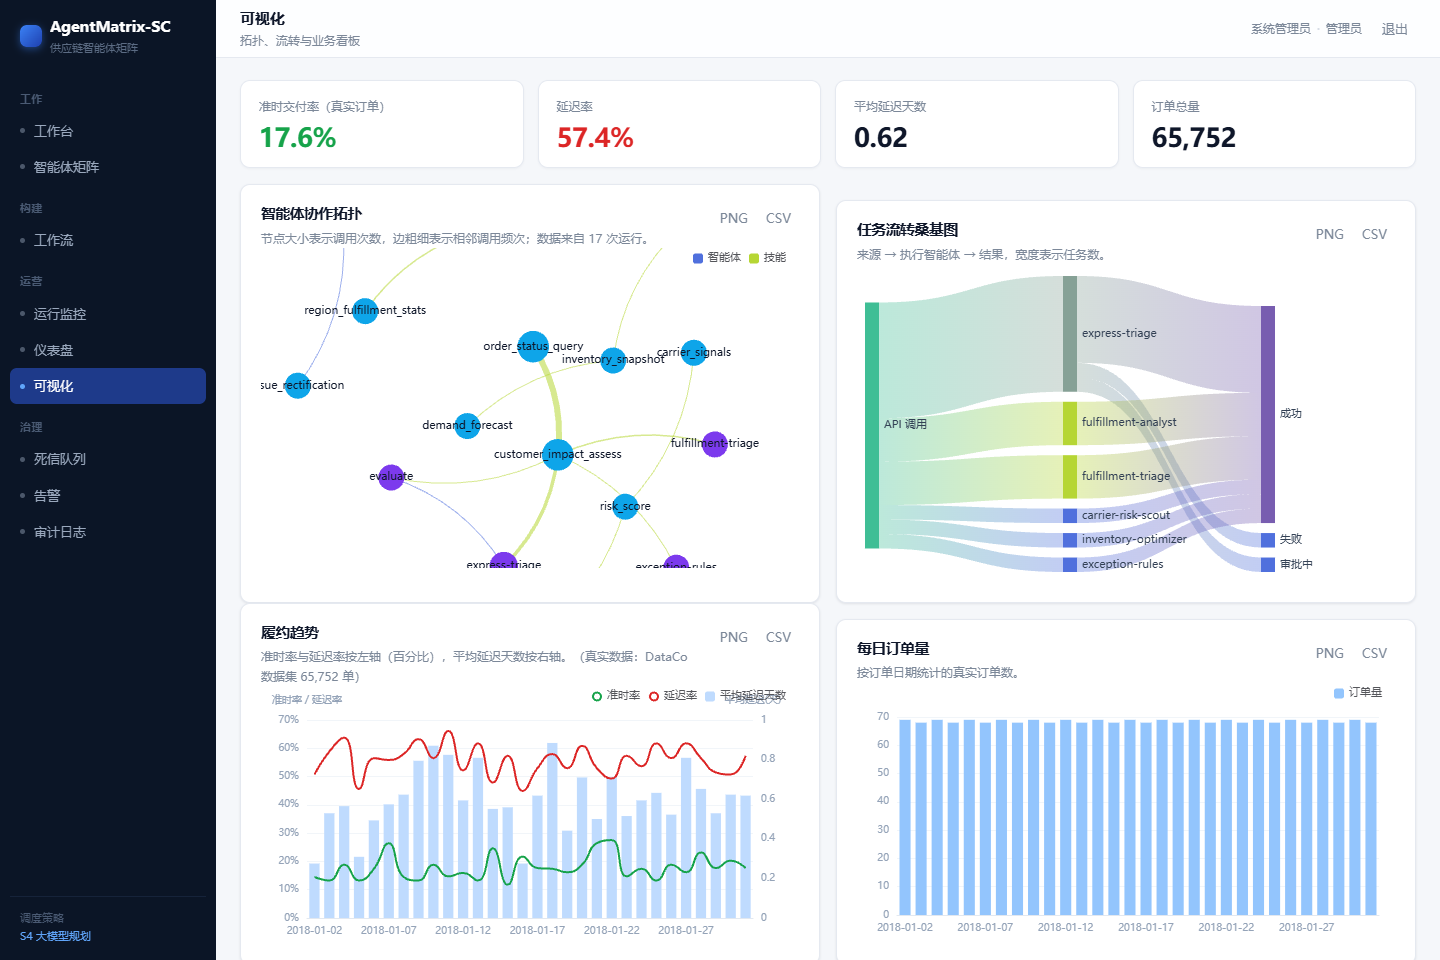 AgentMatrix-SC
供应链智能体矩阵
工作
工作台
智能体矩阵
构建
工作流
运营
运行监控
仪表盘
可视化
治理
死信队列
告警
审计日志
调度策略
S4 大模型规划
可视化
拓扑、流转与业务看板
系统管理员 · 管理员
退出
准时交付率（真实订单）
17.6%
延迟率
57.4%
平均延迟天数
0.62
订单总量
65,752
智能体协作拓扑
PNG
CSV
节点大小表示调用次数，边粗细表示相邻调用频次；数据来自 17 次运行。
智能体
技能
region_fulfillment_stats
order_status_query
inventory_snapshot
carrier_signals
sue_rectification
demand_forecast
fulfillment-triage
customer_impact_assess
evaluate
risk_score
express-triage
exception-rules
任务流转桑基图
PNG
CSV
来源 → 执行智能体 → 结果，宽度表示任务数。
API 调用
express-triage
fulfillment-analyst
fulfillment-triage
carrier-risk-scout
inventory-optimizer
exception-rules
成功
失败
审批中
履约趋势
PNG
CSV
准时率与延迟率按左轴（百分比），平均延迟天数按右轴。（真实数据：DataCo
数据集 65,752 单）
准时率 / 延迟率
准时率
延迟率
平均延迟天数
70%
60%
50%
40%
30%
20%
10%
0%
1
0.8
0.6
0.4
0.2
0
2018-01-02
2018-01-07
2018-01-12
2018-01-17
2018-01-22
2018-01-27
每日订单量
PNG
CSV
按订单日期统计的真实订单数。
订单量
70
60
50
40
30
20
10
0
2018-01-02
2018-01-07
2018-01-12
2018-01-17
2018-01-22
2018-01-27